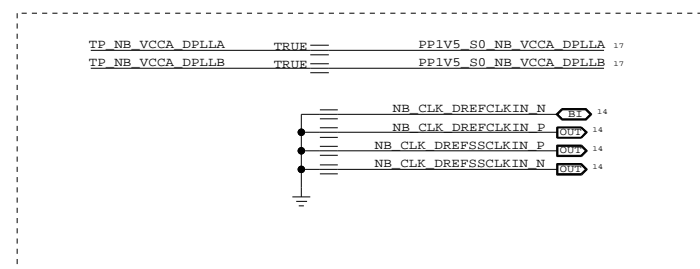 TP_NB_VCCA_DPLLA TRUE PP1V5_S0_NB_VCCA_DPLLA 17
TP_NB_VCCA_DPLLB TRUE PP1V5_S0_NB_VCCA_DPLLB 17
NB_CLK_DREFCLKIN_N BI 14
NB_CLK_DREFCLKIN_P OUT 14
NB_CLK_DREFSSCLKIN_P OUT 14
NB_CLK_DREFSSCLKIN_N OUT 14